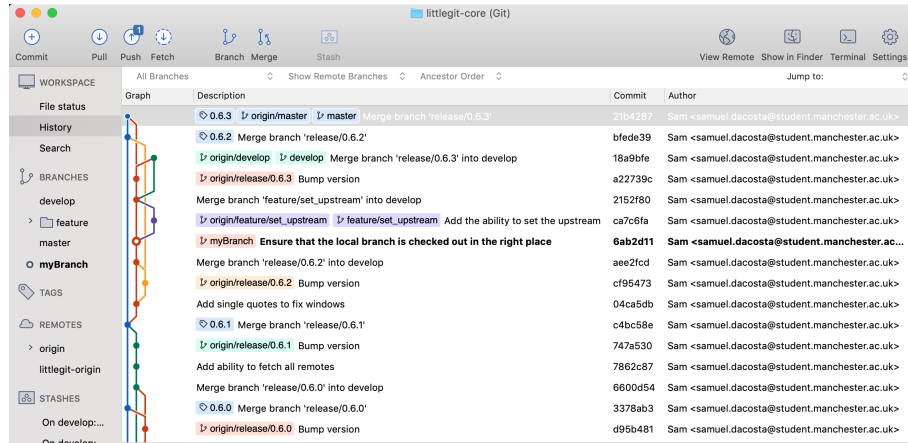 littlegit-core (Git)
1
Commit Pull Push Fetch Branch Merge Stash View Remote Show in Finder Terminal Settings
WORKSPACE
File status
History
Search
BRANCHES
develop
feature
master
myBranch
TAGS
REMOTES
origin
littlegit-origin
STASHES
On develop:...
On develop:
All Branches Show Remote Branches Ancestor Order Jump to:
Graph Description Commit Author
0.6.3 origin/master master Merge branch 'release/0.6.3' 21b4287 Sam <samuel.dacosta@student.manchester.ac.uk>
0.6.2 Merge branch 'release/0.6.2' bfede39 Sam <samuel.dacosta@student.manchester.ac.uk>
origin/develop develop Merge branch 'release/0.6.3' into develop 18a9bfe Sam <samuel.dacosta@student.manchester.ac.uk>
origin/release/0.6.3 Bump version a22739c Sam <samuel.dacosta@student.manchester.ac.uk>
Merge branch 'feature/set_upstream' into develop 2152f80 Sam <samuel.dacosta@student.manchester.ac.uk>
origin/feature/set_upstream feature/set_upstream Add the ability to set the upstream ca7c6fa Sam <samuel.dacosta@student.manchester.ac.uk>
myBranch Ensure that the local branch is checked out in the right place 6ab2d11 Sam <samuel.dacosta@student.manchester.ac...
Merge branch 'release/0.6.2' into develop aee2fcd Sam <samuel.dacosta@student.manchester.ac.uk>
origin/release/0.6.2 Bump version cf95473 Sam <samuel.dacosta@student.manchester.ac.uk>
Add single quotes to fix windows 04ca5db Sam <samuel.dacosta@student.manchester.ac.uk>
0.6.1 Merge branch 'release/0.6.1' c4bc58e Sam <samuel.dacosta@student.manchester.ac.uk>
origin/release/0.6.1 Bump version 747a530 Sam <samuel.dacosta@student.manchester.ac.uk>
Add ability to fetch all remotes 7862c87 Sam <samuel.dacosta@student.manchester.ac.uk>
Merge branch 'release/0.6.0' into develop 6600d54 Sam <samuel.dacosta@student.manchester.ac.uk>
0.6.0 Merge branch 'release/0.6.0' 3378ab3 Sam <samuel.dacosta@student.manchester.ac.uk>
origin/release/0.6.0 Bump version d95b481 Sam <samuel.dacosta@student.manchester.ac.uk>